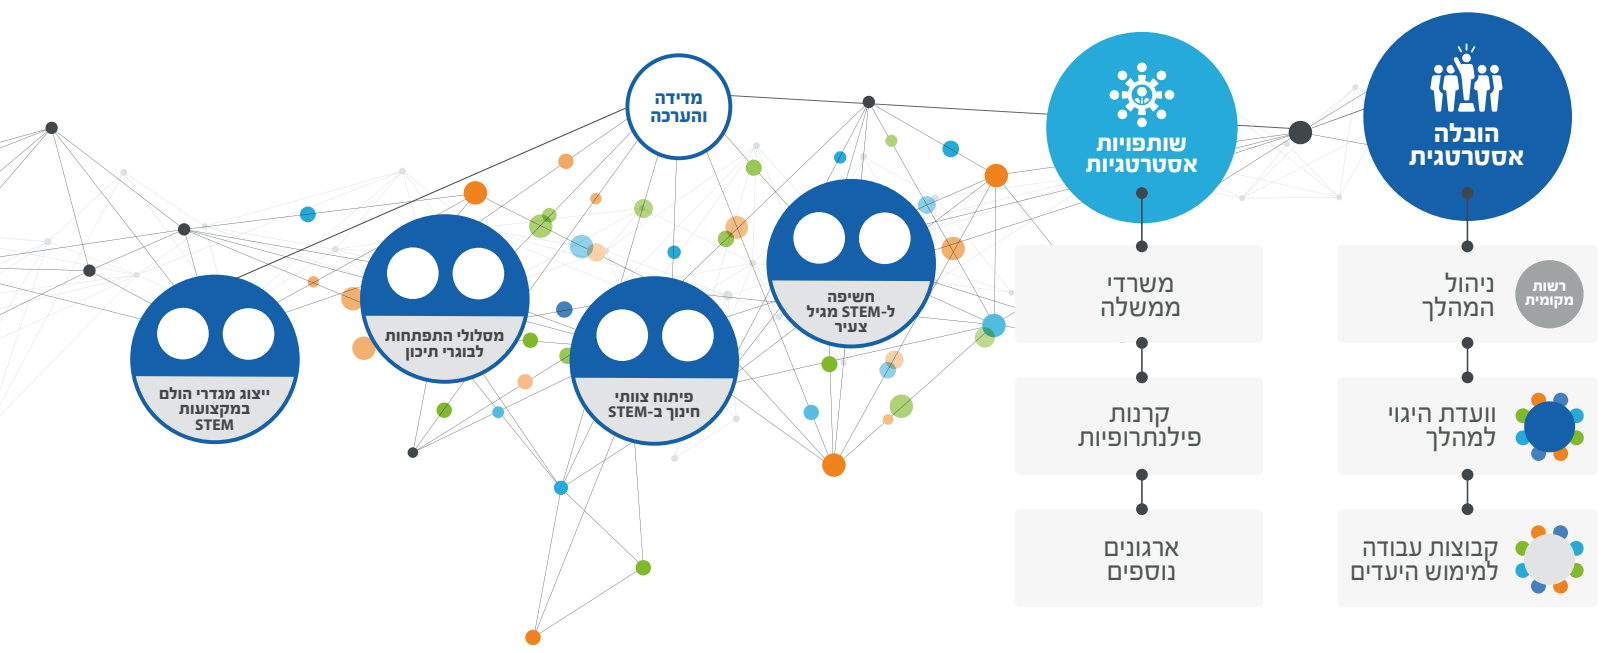 הובלה
אסטרטגית
רשות
מקומית
ניהול
המהלך
וועדת היגוי
למהלך
קבוצות עבודה
למימוש היעדים
שותפויות
אסטרטגיות
משרדי
ממשלה
קרנות
פילנתרופיות
ארגונים
נוספים
מדידה
והערכה
חשיפה
ל-STEM מגיל
צעיר
פיתוח צוותי
חינוך ב-STEM
מסלולי התפתחות
לבוגרי תיכון
ייצוג מגדרי הולם
במקצועות
STEM